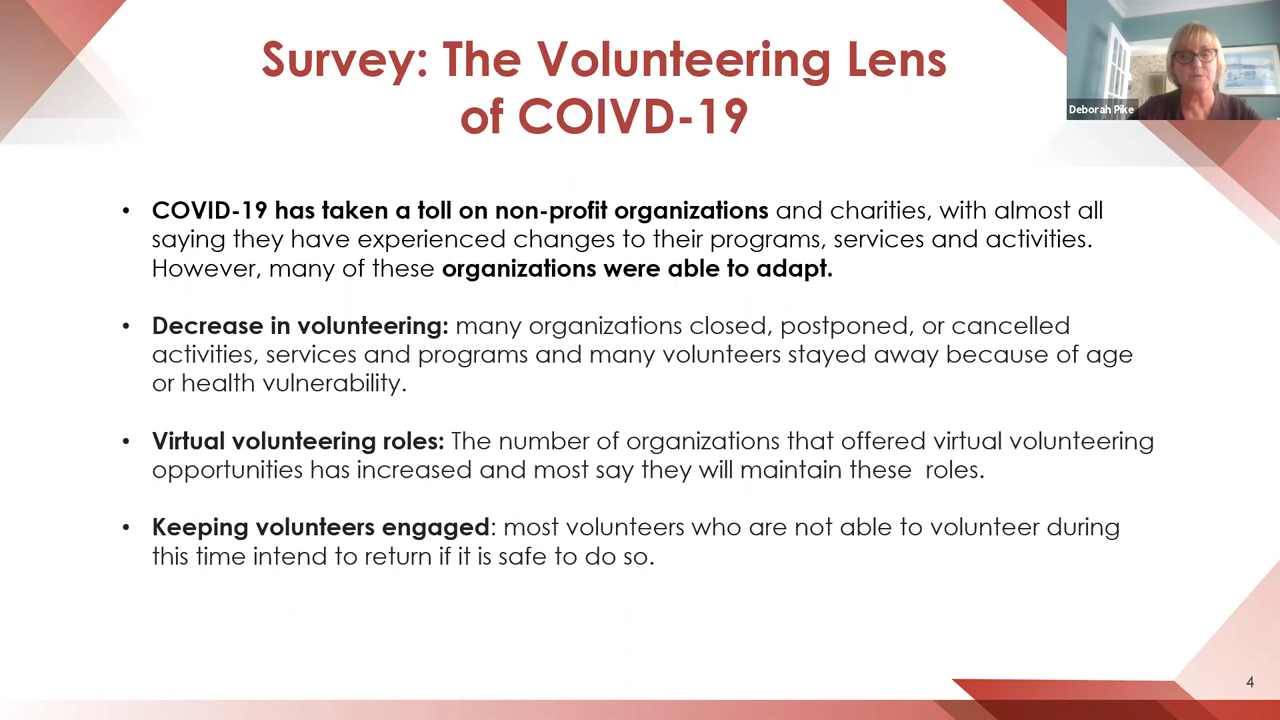 Survey: The Volunteering Lens
of COIVD-19
Deborah Pike
• COVID-19 has taken a toll on non-profit organizations and charities, with almost all
saying they have experienced changes to their programs, services and activities.
However, many of these organizations were able to adapt.
• Decrease in volunteering: many organizations closed, postponed, or cancelled
activities, services and programs and many volunteers stayed away because of age
or health vulnerability.
• Virtual volunteering roles: The number of organizations that offered virtual volunteering
opportunities has increased and most say they will maintain these  roles.
• Keeping volunteers engaged: most volunteers who are not able to volunteer during
this time intend to return if it is safe to do so.
4